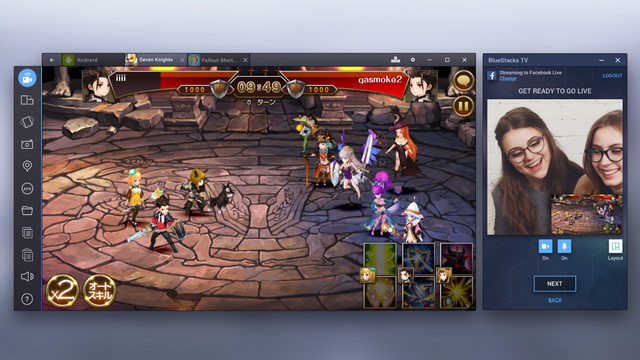 Android
Seven Knights
Fallout Shelt...
iiii
qasmoke2
1000
09:49
1000
0 ターン
x2
オート
スキル
APK
BlueStacks TV
Streaming to Facebook Live
Change
LOGOUT
GET READY TO GO LIVE
On
On
Layout
NEXT
BACK